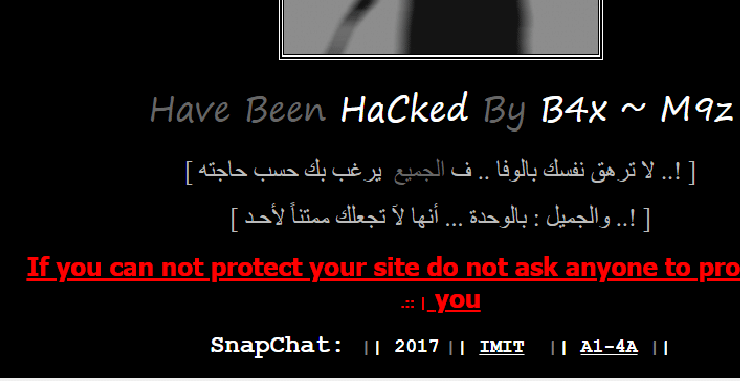 Have Been HaCked By B4x ~ M9z
[ !.. لا ترهق نفسك بالوفا .. ف الجميع يرغب بك حسب حاجته ]
[ !.. والجميل : بالوحدة ... أنها لآ تجعلك ممتناً لأحـد ]
If you can not protect your site do not ask anyone to pro
.:: | you
SnapChat: || 2017 || IMIT || A1-4A ||